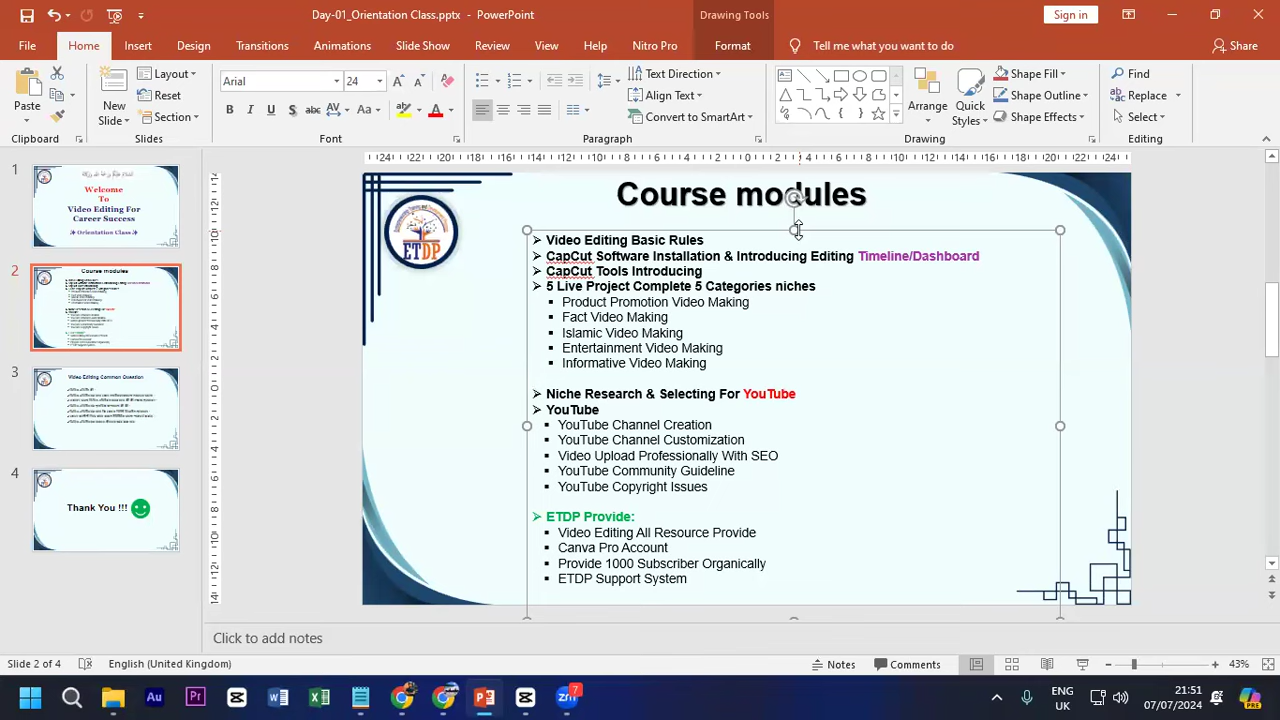 Day-01_Orientation Class.pptx - PowerPoint
Drawing Tools
Sign in
File Home Insert Design Transitions Animations Slide Show Review View Help Nitro Pro Format Tell me what you want to do Share
Paste
New
Slide
Layout
Reset
Section
Arial 24
Text Direction
Align Text
Convert to SmartArt
Arrange
Quick
Styles
Shape Fill
Shape Outline
Shape Effects
Find
Replace
Select
Clipboard Slides Font Paragraph Drawing Editing
1
Welcome
To
Video Editing For
Career Success
Orientation Class
2
Course modules
3
Video Editing Common Question
4
Thank You !!!
Course modules
ETDP
Video Editing Basic Rules
CapCut Software Installation & Introducing Editing Timeline/Dashboard
CapCut Tools Introducing
5 Live Project Complete 5 Categories niches
Product Promotion Video Making
Fact Video Making
Islamic Video Making
Entertainment Video Making
Informative Video Making
Niche Research & Selecting For YouTube
YouTube
YouTube Channel Creation
YouTube Channel Customization
Video Upload Professionally With SEO
YouTube Community Guideline
YouTube Copyright Issues
ETDP Provide:
Video Editing All Resource Provide
Canva Pro Account
Provide 1000 Subscriber Organically
ETDP Support System
Click to add notes
Slide 2 of 4 English (United Kingdom) Notes Comments 43%
ENG
UK
21:51
07/07/2024